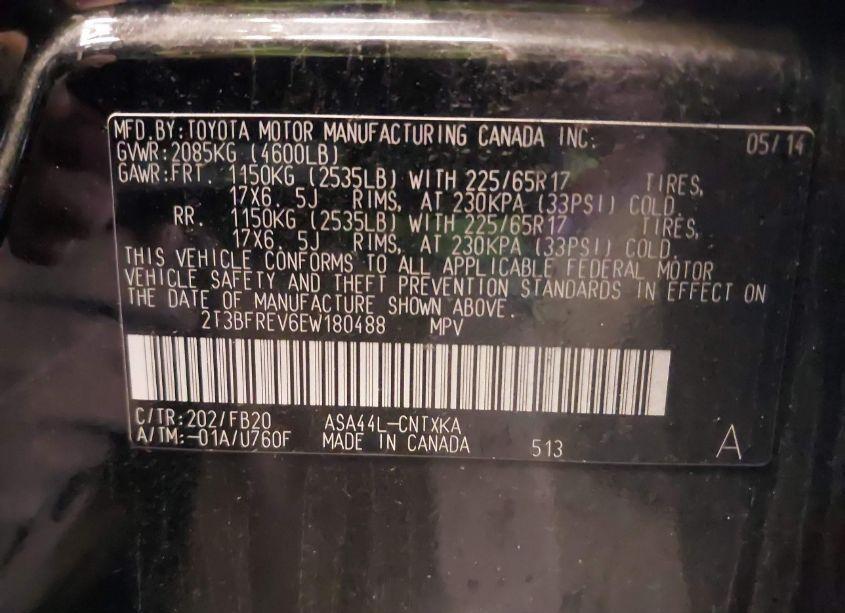 MFD.BY:TOYOTA MOTOR MANUFACTURING CANADA INC. 05/14
GVWR:2085KG (4600LB)
GAWR:FRT. 1150KG (2535LB) WITH 225/65R17 TIRES,
17X6. 5J RIMS, AT 230KPA (33PSI) COLD.
RR. 1150KG (2535LB) WITH 225/65R17 TIRES,
17X6. 5J RIMS, AT 230KPA (33PSI) COLD.
THIS VEHICLE CONFORMS TO ALL APPLICABLE FEDERAL MOTOR
VEHICLE SAFETY AND THEFT PREVENTION STANDARDS IN EFFECT ON
THE DATE OF MANUFACTURE SHOWN ABOVE.
2T3BFREV6EW180488 MPV
C/TR:202/FB20 ASA44L-CNTXKA
A/TM:-01A/U760F MADE IN CANADA 513 A